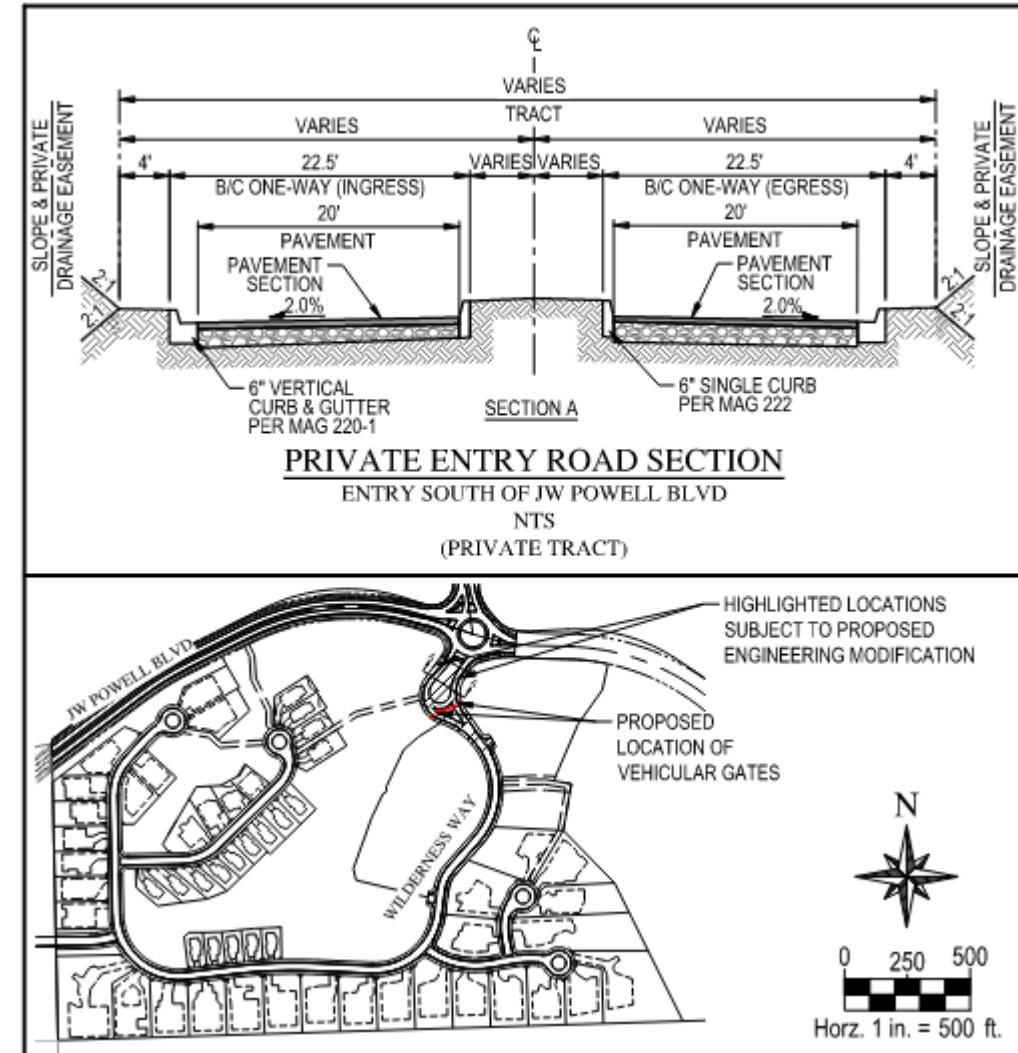 ℄
VARIES
TRACT
VARIES
VARIES
4'
22.5'
VARIES
VARIES
22.5'
4'
B/C ONE-WAY (INGRESS)
B/C ONE-WAY (EGRESS)
20'
20'
PAVEMENT
PAVEMENT
PAVEMENT
SECTION
PAVEMENT
SECTION
2.0%
2.0%
SLOPE & PRIVATE
DRAINAGE EASEMENT
SLOPE & PRIVATE
DRAINAGE EASEMENT
2:1
2:1
2:1
2:1
6" VERTICAL
CURB & GUTTER
PER MAG 220-1
SECTION A
6" SINGLE CURB
PER MAG 222
PRIVATE ENTRY ROAD SECTION
ENTRY SOUTH OF JW POWELL BLVD
NTS
(PRIVATE TRACT)
HIGHLIGHTED LOCATIONS
SUBJECT TO PROPOSED
ENGINEERING MODIFICATION
JW POWELL BLVD
PROPOSED
LOCATION OF
VEHICULAR GATES
WILDERNESS WAY
N
0 250 500
Horz. 1 in. = 500 ft.